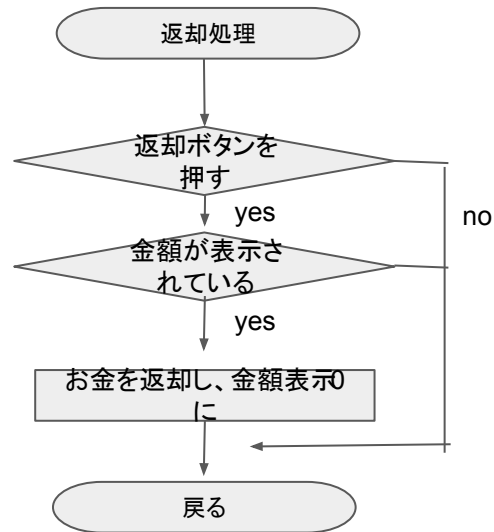 返却処理
返却ボタンを
押す
yes
no
金額が表示さ
れている
yes
お金を返却し、金額表示0
に
戻る